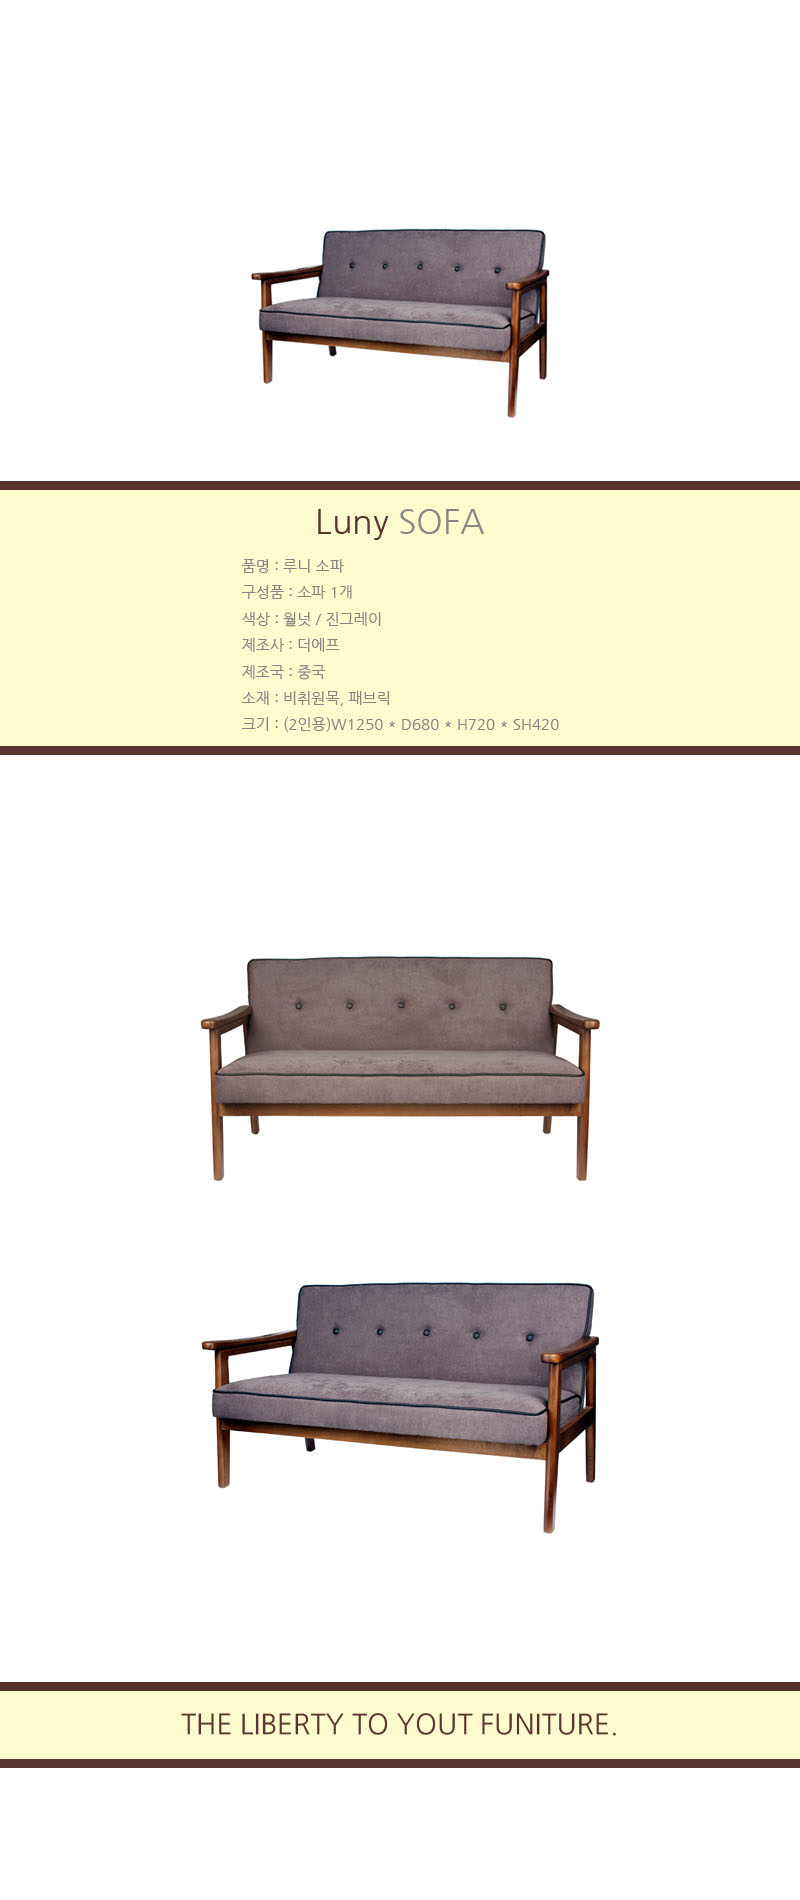 Luny SOFA
품명 : 루니 소파
구성품 : 소파 1개
색상 : 월넛 / 진그레이
제조사 : 더에프
제조국 : 중국
소재 : 비취원목, 패브릭
크기 : (2인용)W1250 * D680 * H720 * SH420
THE LIBERTY TO YOUT FUNITURE.